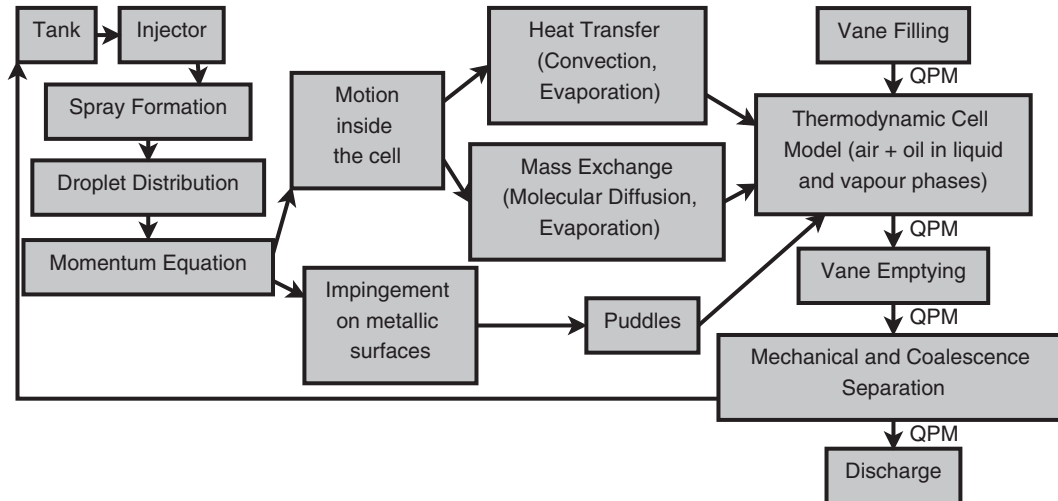 Tank
Injector
Spray Formation
Droplet Distribution
Momentum Equation
Motion
inside
the cell
Impingement
on metallic
surfaces
Heat Transfer
(Convection,
Evaporation)
Mass Exchange
(Molecular Diffusion,
Evaporation)
Puddles
Vane Filling
QPM
Thermodynamic Cell
Model (air + oil in liquid
and vapour phases)
QPM
Vane Emptying
QPM
Mechanical and Coalescence
Separation
QPM
Discharge